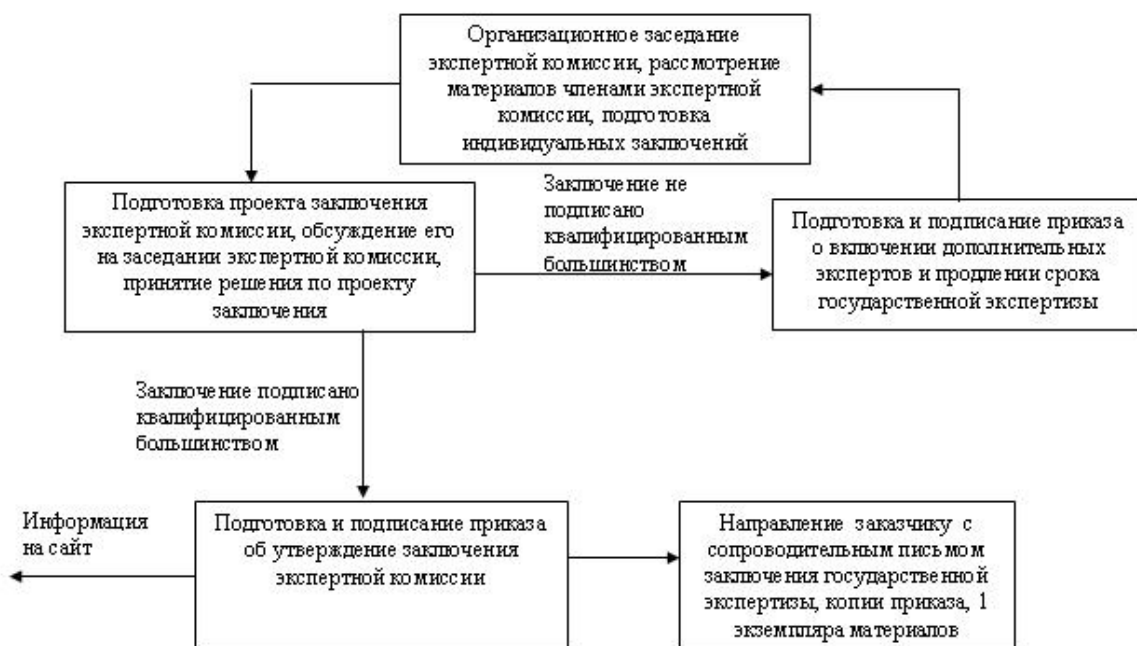 Организационное заседание
экспертной комиссии, рассмотрение
материалов членами экспертной
комиссии, подготовка
индивидуальных заключений
Подготовка проекта заключения
экспертной комиссии, обсуждение его
на заседании экспертной комиссии,
принятие решения по проекту
заключения
Заключение не
подписано
квалифицированным
большинством
Подготовка и подписание приказа
о включении дополнительных
экспертов и продлении срока
государственной экспертизы
Заключение подписано
квалифицированным
большинством
Информация
на сайт
Подготовка и подписание приказа
об утверждение заключения
экспертной комиссии
Направление заказчику с
сопроводительным письмом
заключения государственной
экспертизы, копии приказа, 1
экземпляра материалов